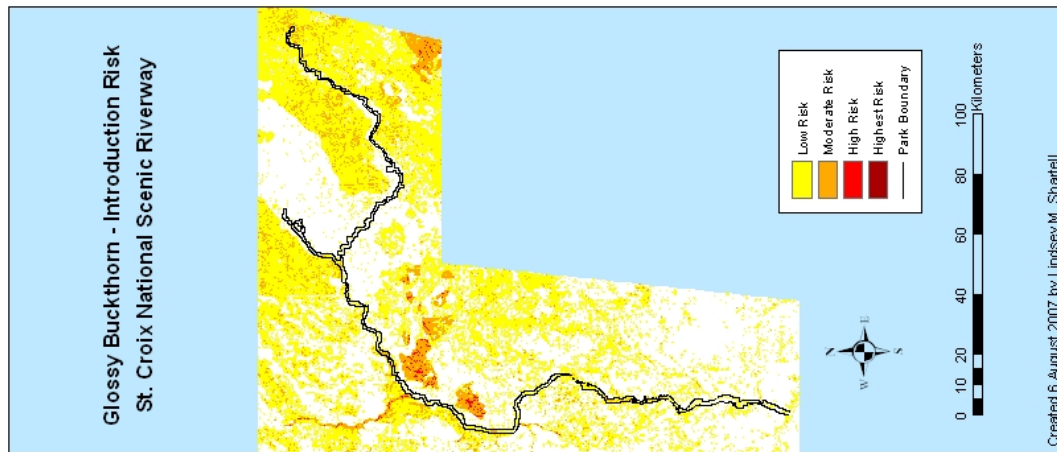 Glossy Buckthorn - Introduction Risk
St. Croix National Scenic Riverway
Low Risk
Moderate Risk
High Risk
Highest Risk
Park Boundary
N
W
E
S
0 10 20 40 60 80 100
Kilometers
Created 6 August 2007 by Lindsey M. Shartell